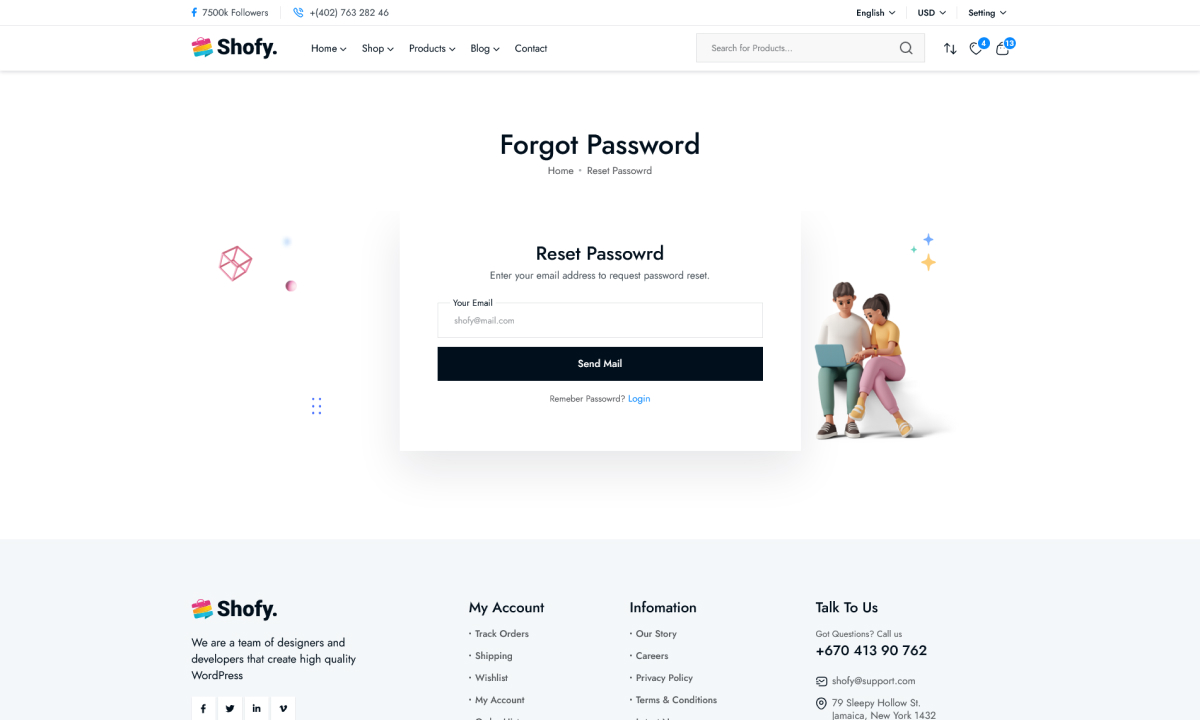 7500k Followers
+(402) 763 282 46
English
USD
Setting
Shofy.
Home
Shop
Products
Blog
Contact
Search for Products...
4
13
Forgot Password
Home • Reset Passowrd
Reset Passowrd
Enter your email address to request password reset.
Your Email
shofy@mail.com
Send Mail
Remeber Passowrd? Login
Shofy.
We are a team of designers and
developers that create high quality
WordPress
My Account
• Track Orders
• Shipping
• Wishlist
• My Account
Infomation
• Our Story
• Careers
• Privacy Policy
• Terms & Conditions
Talk To Us
Got Questions? Call us
+670 413 90 762
shofy@support.com
79 Sleepy Hollow St.
Jamaica, New York 1432